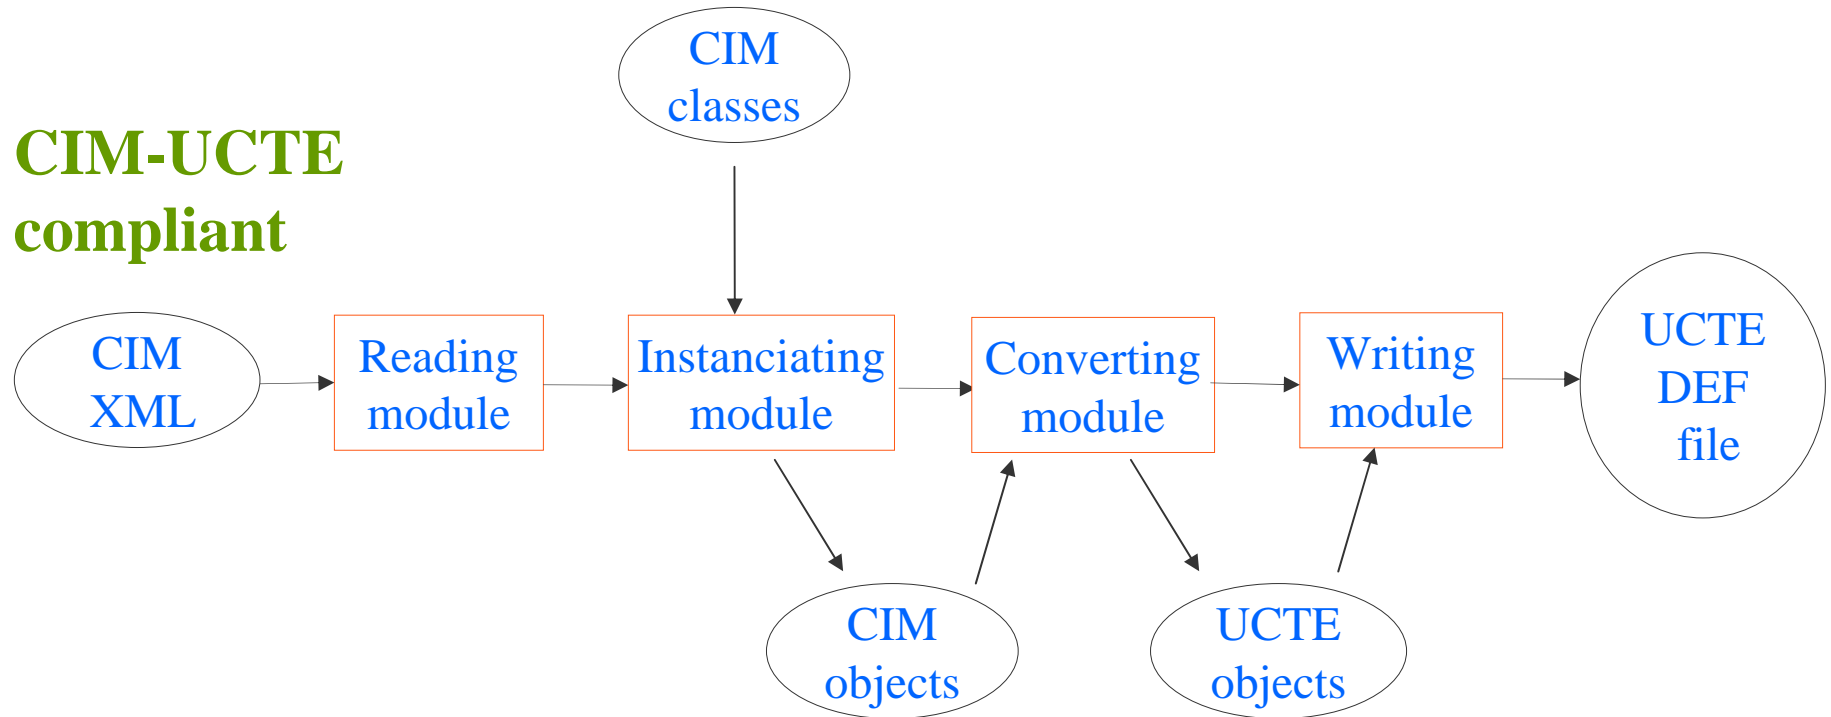 CIM
classes
CIM-UCTE
compliant
CIM
XML
Reading
module
Instanciating
module
Converting
module
Writing
module
UCTE
DEF
file
CIM
objects
UCTE
objects